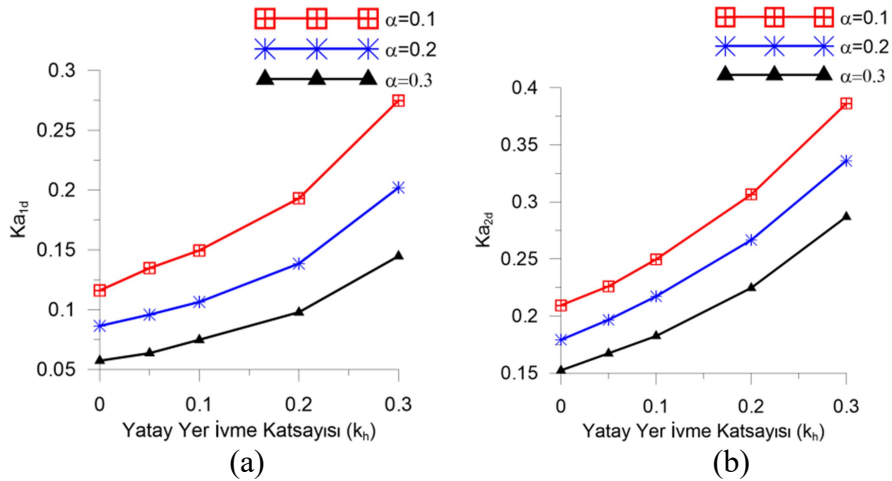 α=0.1
α=0.2
α=0.3
0.3
0.25
0.2
0.15
0.1
0.05
Ka1d
0 0.1 0.2 0.3
Yatay Yer İvme Katsayısı (kh)
(a)
α=0.1
α=0.2
α=0.3
0.4
0.35
0.3
0.25
0.2
0.15
Ka2d
0 0.1 0.2 0.3
Yatay Yer İvme Katsayısı (kh)
(b)